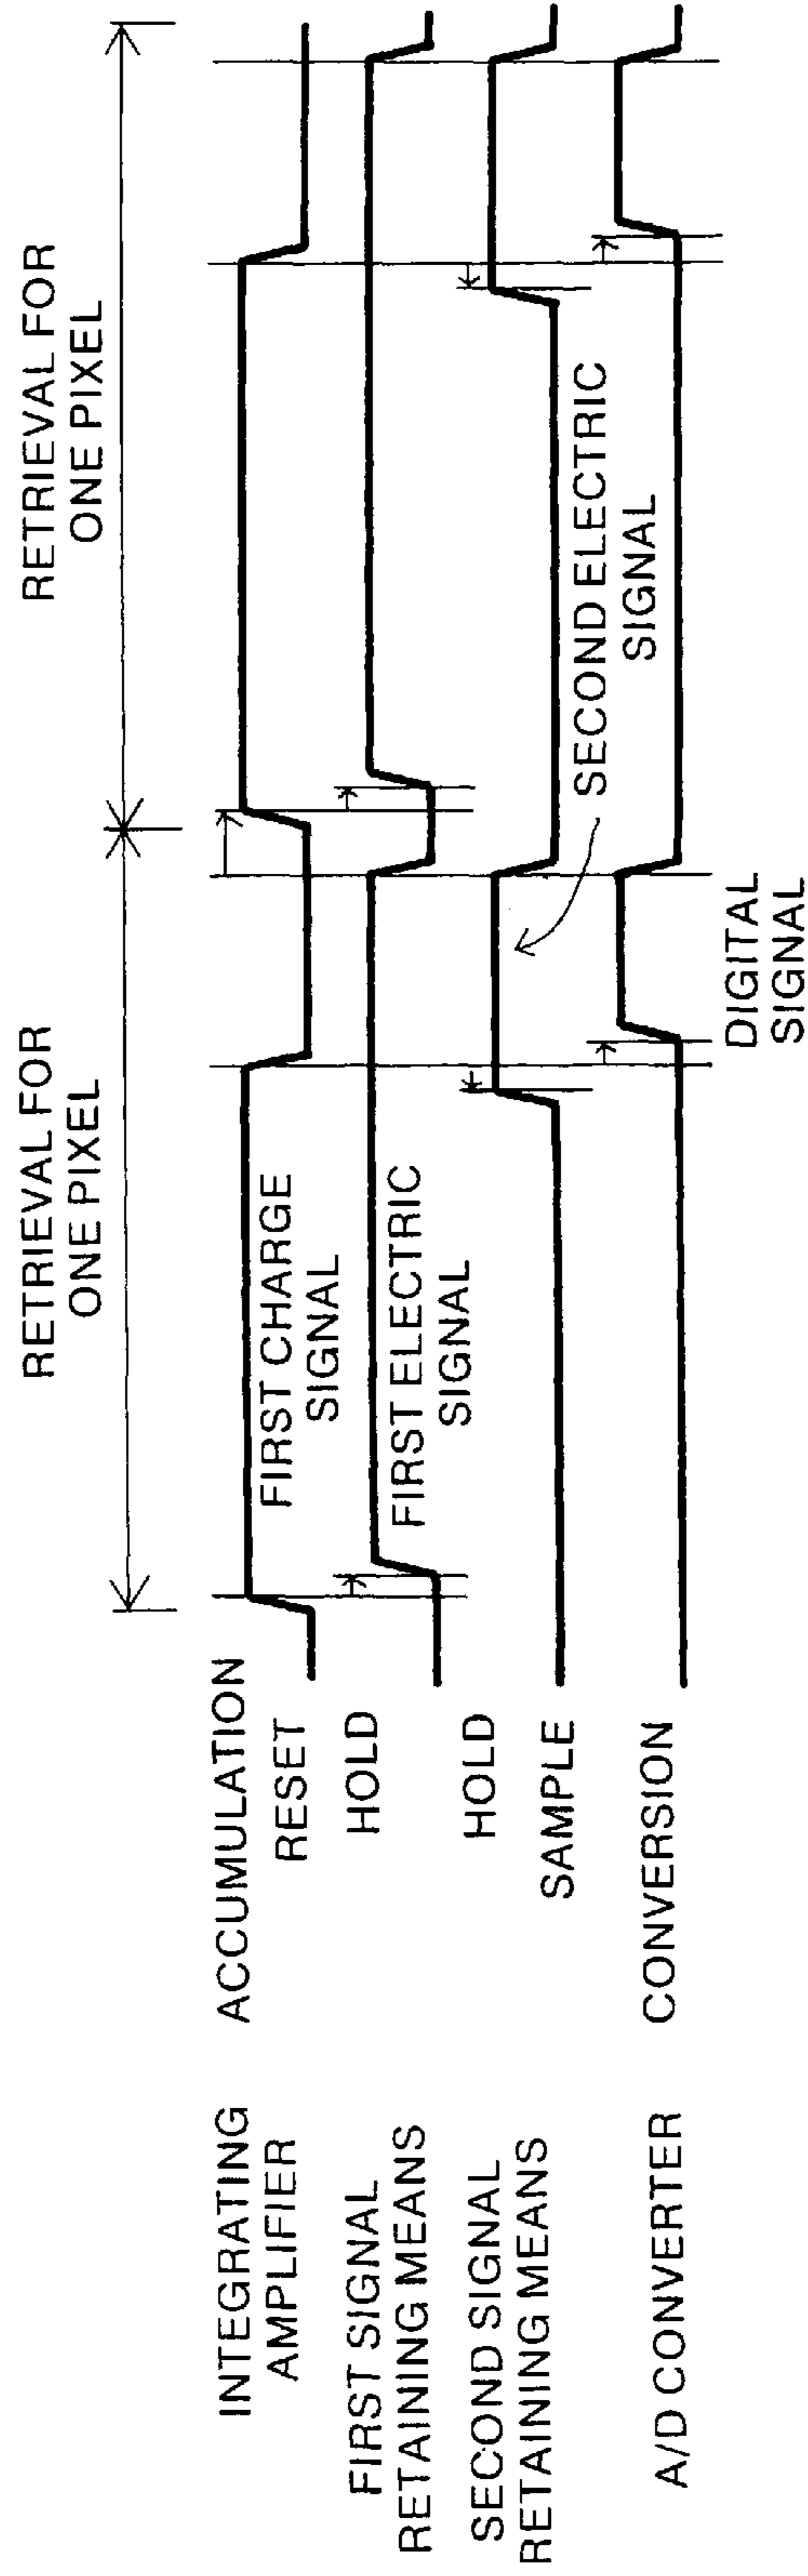 RETRIEVAL FOR
ONE PIXEL
RETRIEVAL FOR
ONE PIXEL
INTEGRATING
AMPLIFIER
ACCUMULATION
RESET
FIRST CHARGE
SIGNAL
FIRST SIGNAL
RETAINING MEANS
HOLD
FIRST ELECTRIC
SIGNAL
SECOND SIGNAL
RETAINING MEANS
HOLD
SAMPLE
SECOND ELECTRIC
SIGNAL
A/D CONVERTER
CONVERSION
DIGITAL
SIGNAL